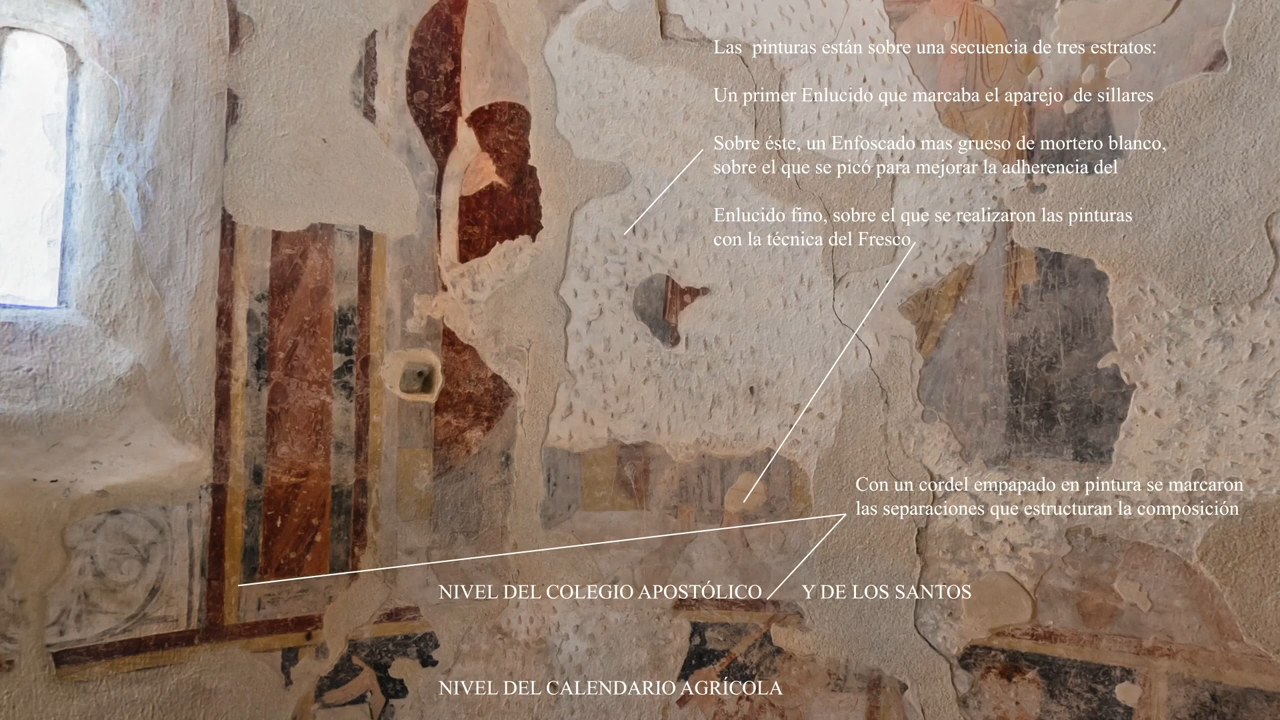 Las  pinturas están sobre una secuencia de tres estratos:
Un primer Enlucido que marcaba el aparejo  de sillares
Sobre éste, un Enfoscado mas grueso de mortero blanco,
sobre el que se picó para mejorar la adherencia del
Enlucido fino, sobre el que se realizaron las pinturas
con la técnica del Fresco
Con un cordel empapado en pintura se marcaron
las separaciones que estructuran la composición
NIVEL DEL COLEGIO APOSTÓLICO Y DE LOS SANTOS
NIVEL DEL CALENDARIO AGRÍCOLA